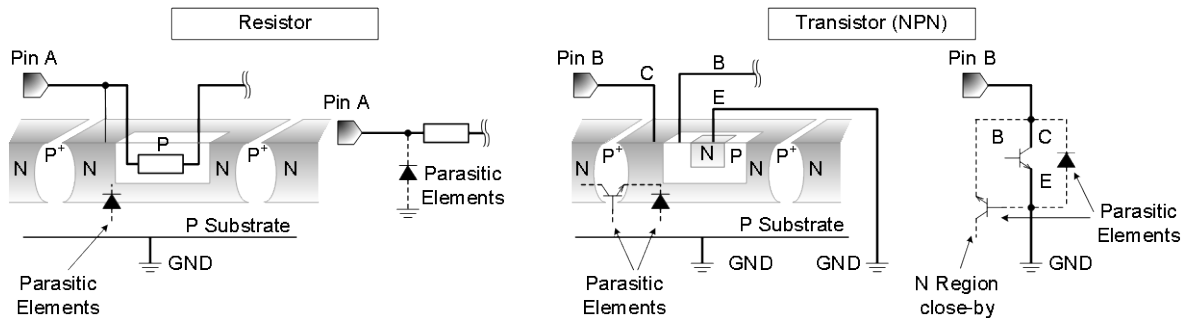 Resistor
Transistor (NPN)
Pin A
Pin B
C
B
E
Pin B
Pin A
N
P+
N
P
P+
N
N
Parasitic
Elements
P Substrate
GND
Parasitic
Elements
N
P+
N
N
P
P+
N
P Substrate
GND
GND
Parasitic
Elements
B
C
E
Parasitic
Elements
GND
N Region
close-by